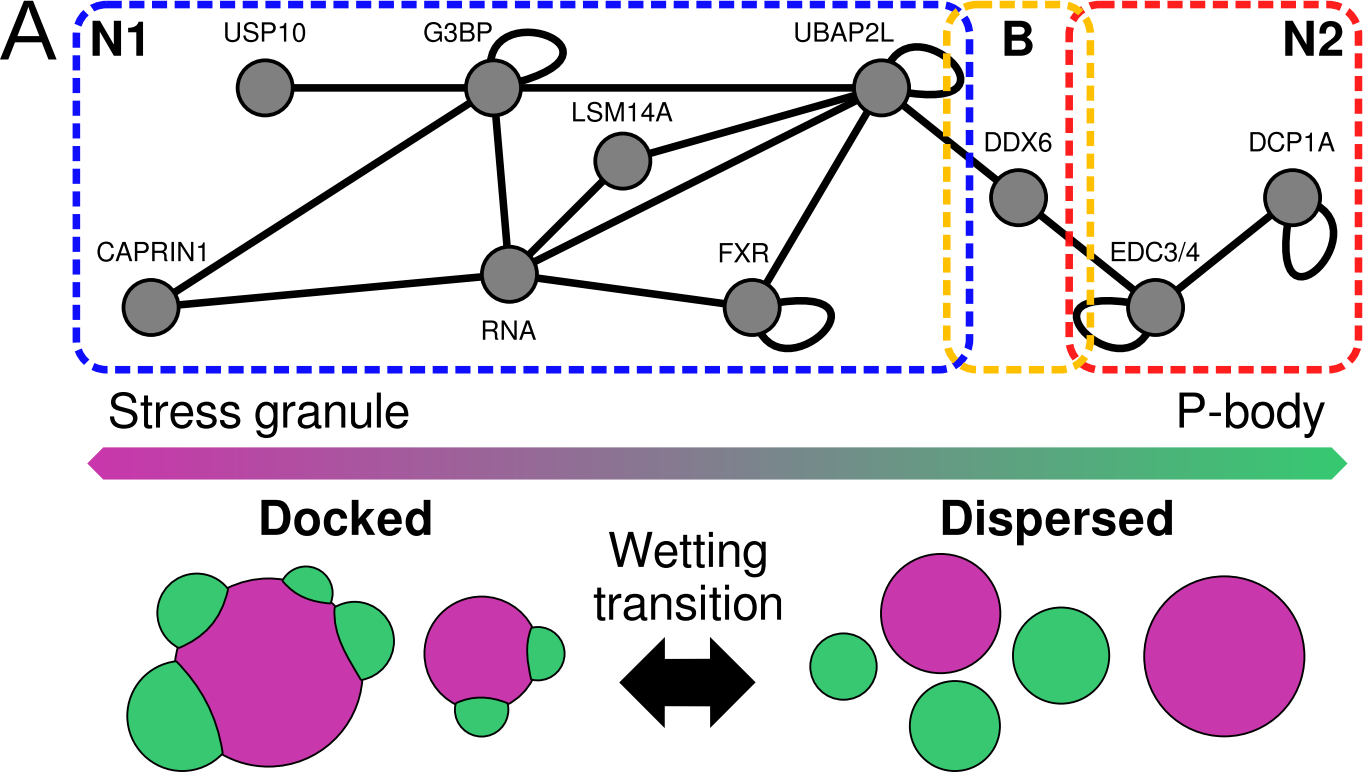 A
N1
B
N2
USP10
G3BP
UBAP2L
LSM14A
DDX6
DCP1A
CAPRIN1
FXR
EDC3/4
RNA
Stress granule
P-body
Docked
Dispersed
Wetting
transition